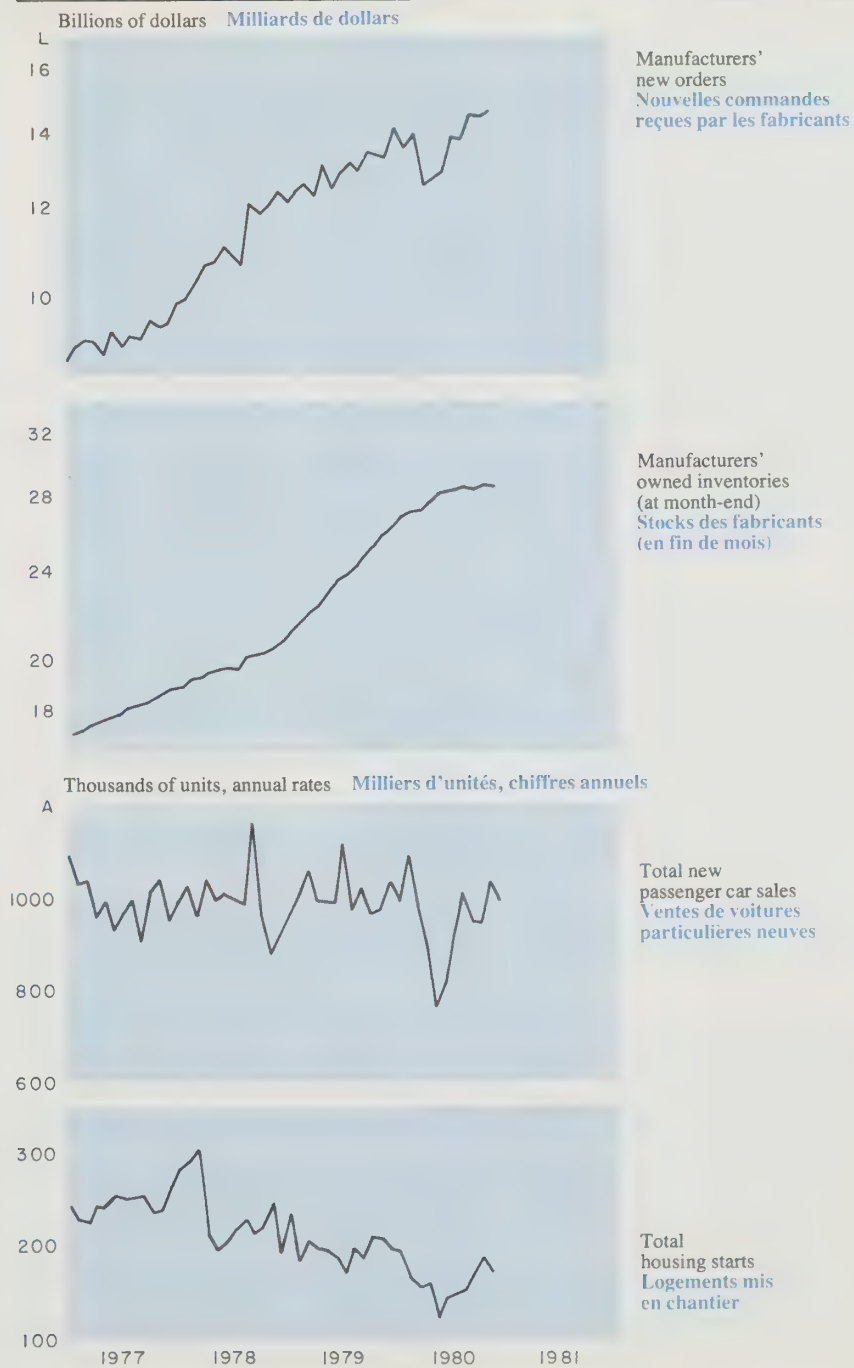 Billions of dollars Milliards de dollars
L
16
14
12
10
Manufacturers'
new orders
Nouvelles commandes
reçues par les fabricants
32
28
24
20
18
Manufacturers'
owned inventories
(at month-end)
Stocks des fabricants
(en fin de mois)
Thousands of units, annual rates Milliers d'unités, chiffres annuels
A
1000
800
600
Total new
passenger car sales
Ventes de voitures
particulières neuves
300
200
100
Total
housing starts
Logements mis
en chantier
1977 1978 1979 1980 1981